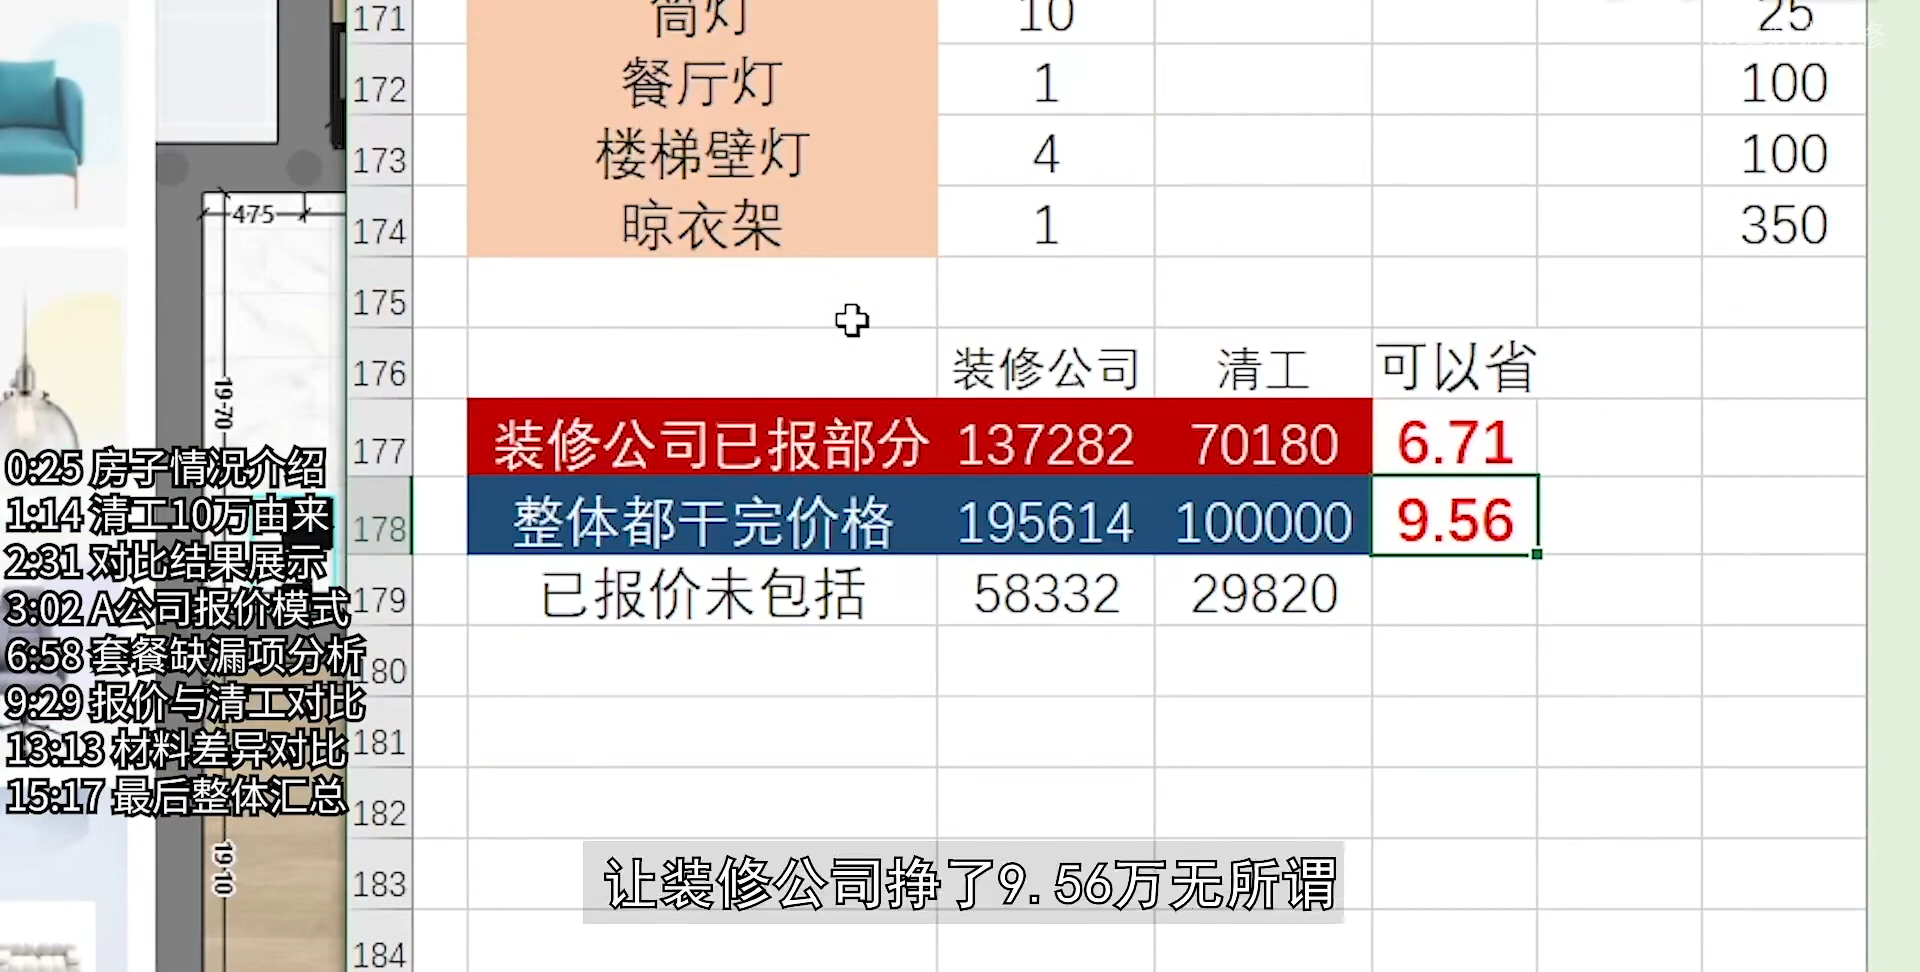 171 筒灯 10 25
172 餐厅灯 1 100
173 楼梯壁灯 4 100
174 晾衣架 1 350
175
176 装修公司 清工 可以省
177 装修公司已报部分 137282 70180 6.71
178 整体都干完价格 195614 100000 9.56
179 已报价未包括 58332 29820
180
181
182
183
184
475
1970
1910
0:25 房子情况介绍
1:14 清工10万由来
2:31 对比结果展示
3:02 A公司报价模式
6:58 套餐缺漏项分析
9:29 报价与清工对比
13:13 材料差异对比
15:17 最后整体汇总
让装修公司挣了9.56万无所谓